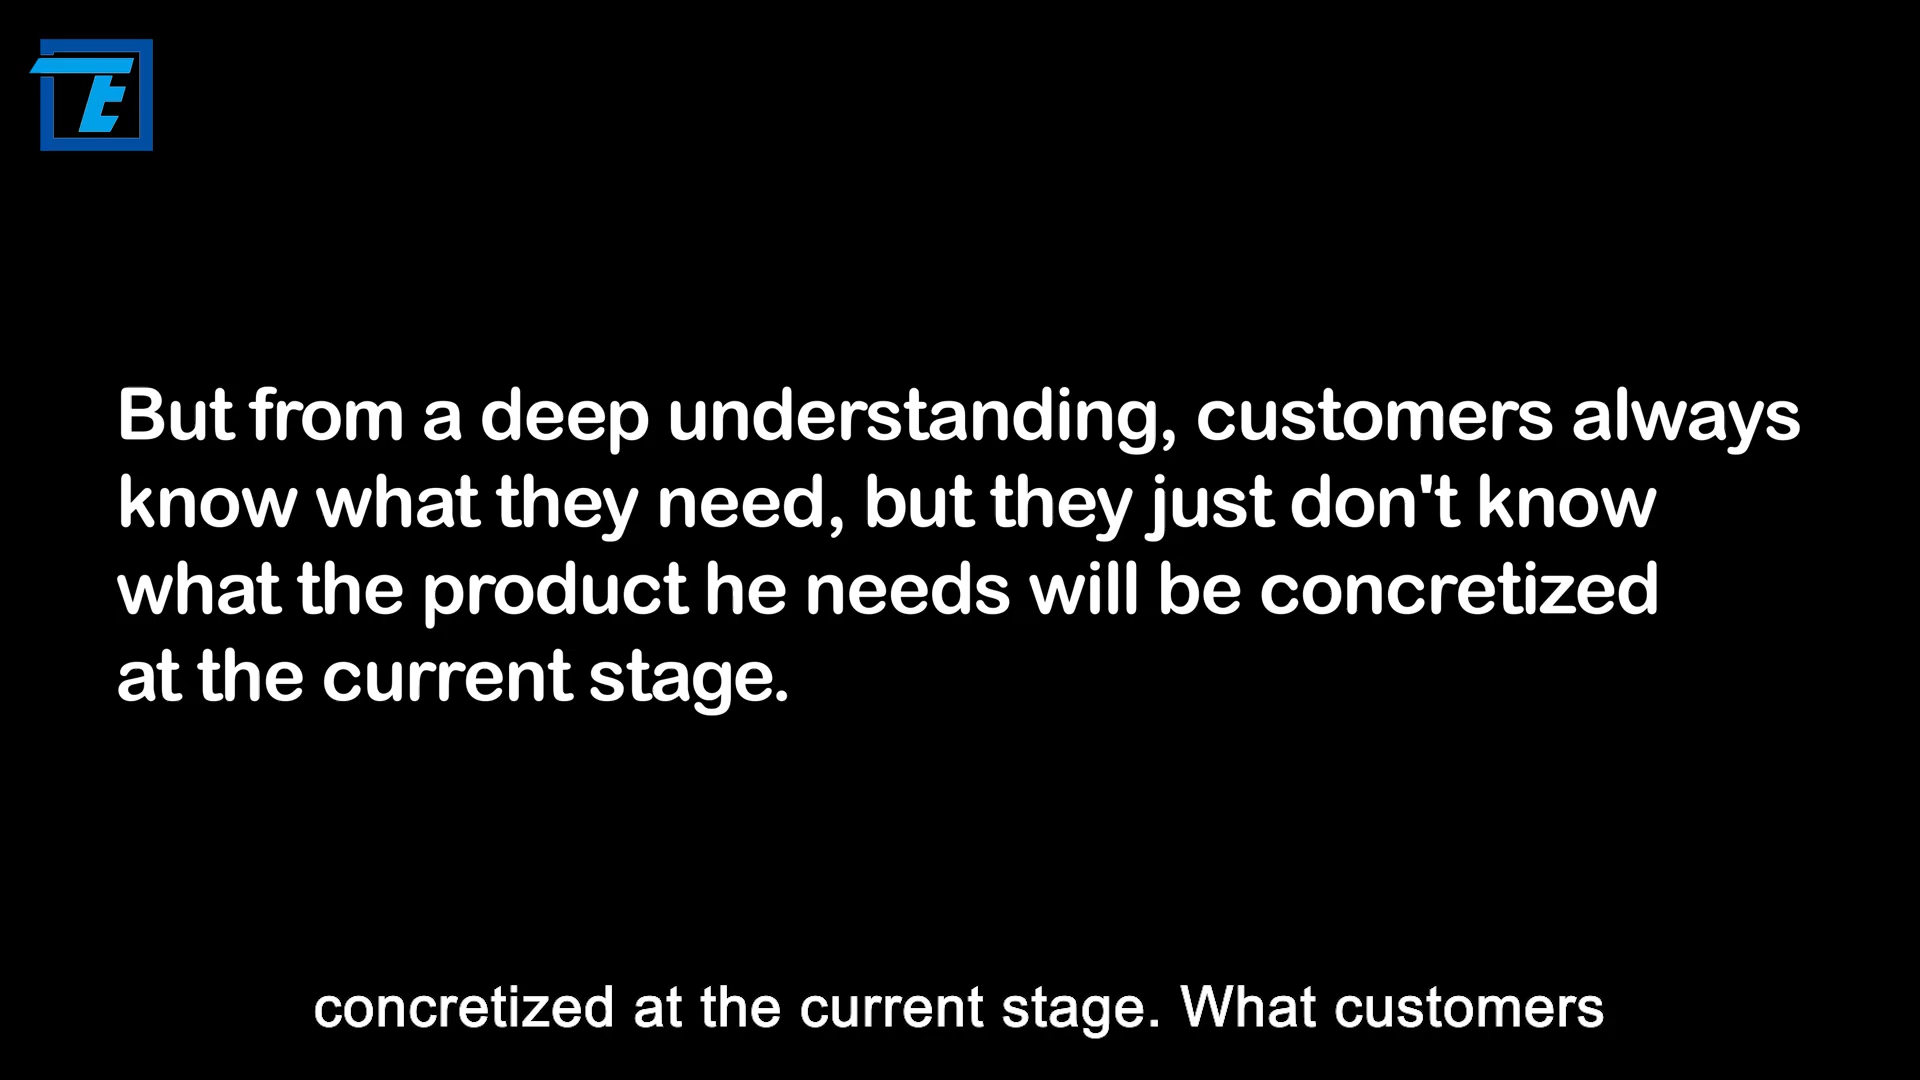 TE
But from a deep understanding, customers always
know what they need, but they just don't know
what the product he needs will be concretized
at the current stage.
concretized at the current stage. What customers